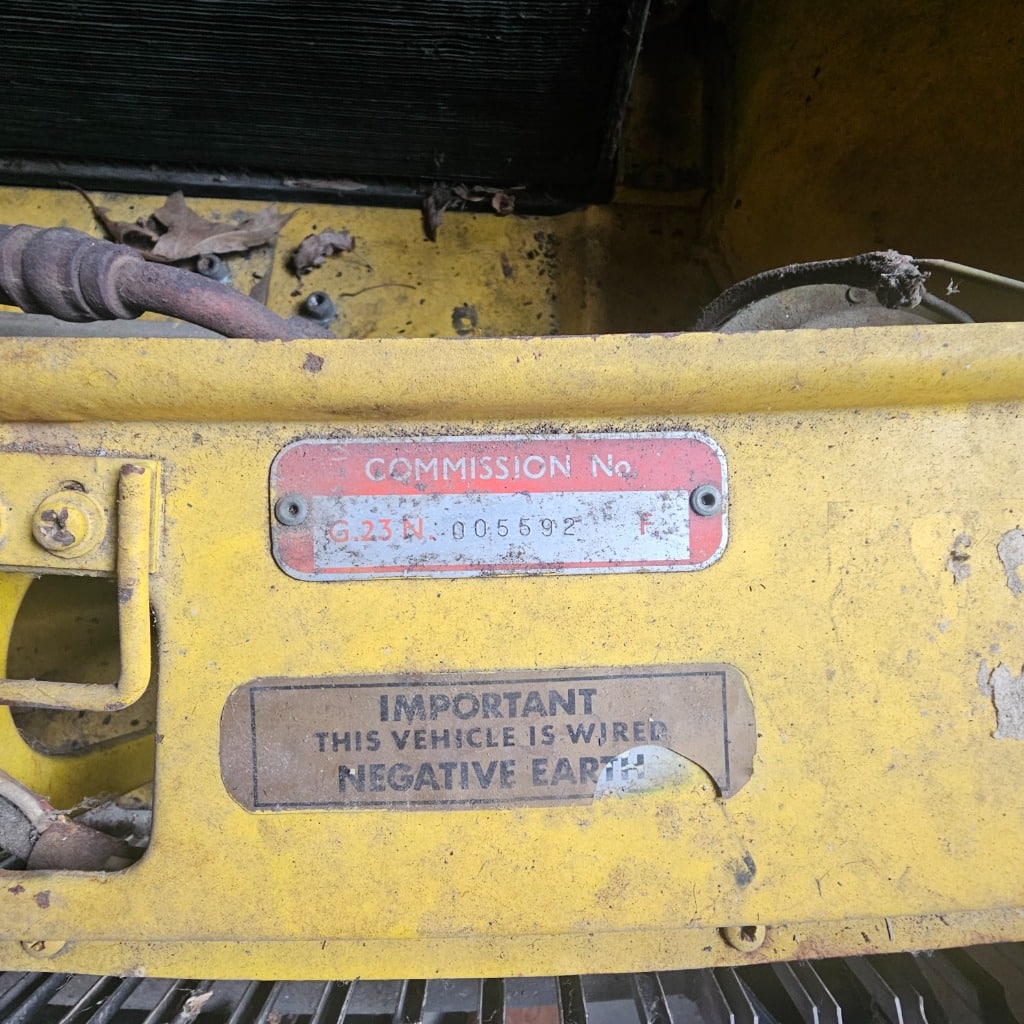 COMMISSION No.
G.23 N. 005592 F.
IMPORTANT
THIS VEHICLE IS WIRED
NEGATIVE EARTH